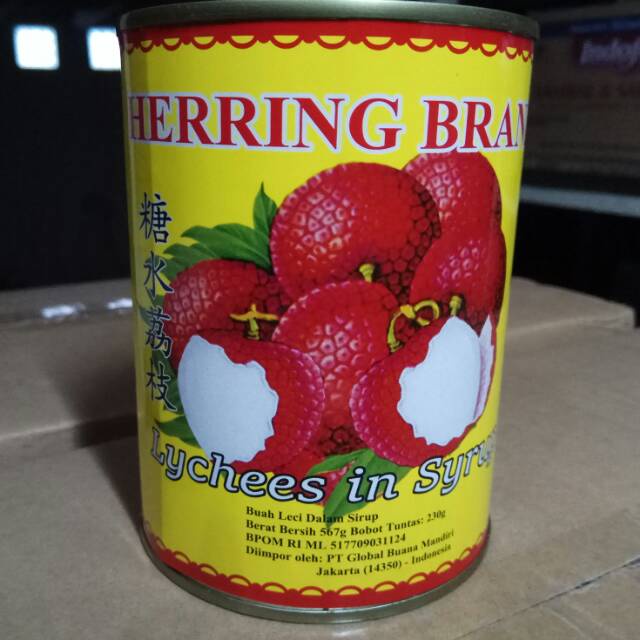 HERRING BRAN
糖水荔枝
Lychees in Syrup
Buah Leci Dalam Sirup
Berat Bersih 567g Bobot Tuntas: 230g
BPOM RI ML 517709031124
Diimpor oleh: PT Global Buana Mandiri
Jakarta (14350) - Indonesia